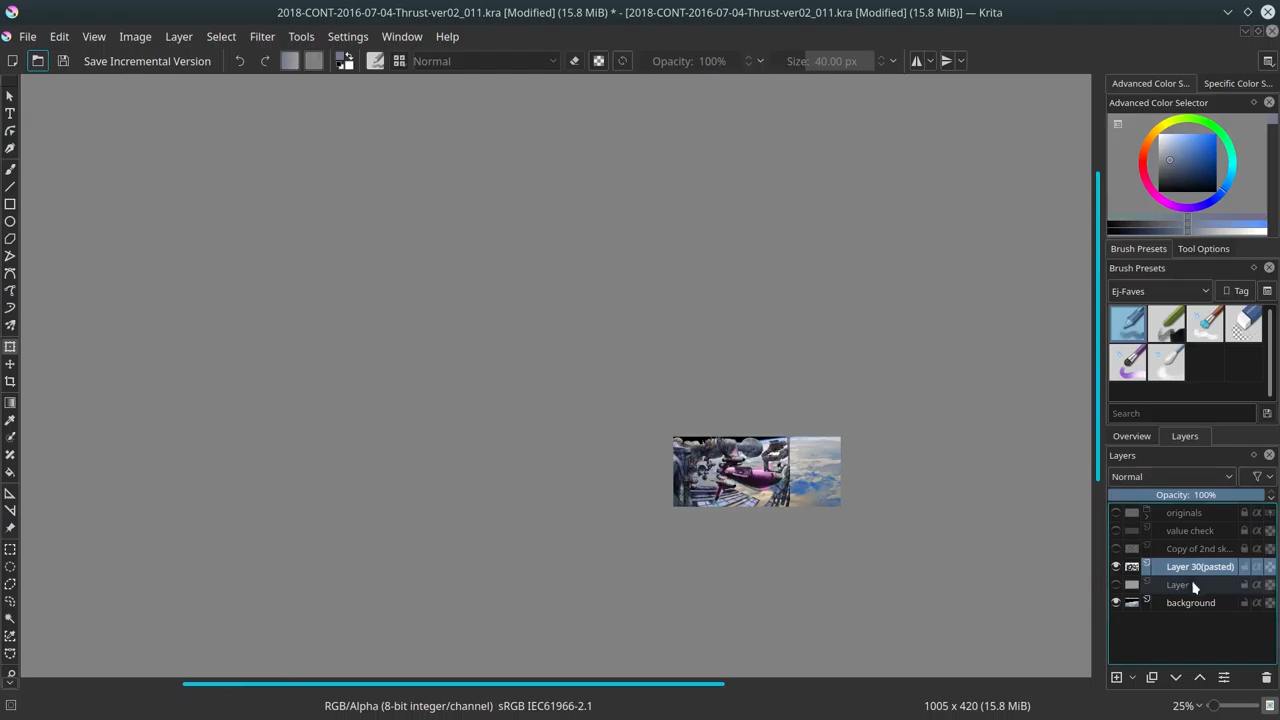 2018-CONT-2016-07-04-Thrust-ver02_011.kra [Modified] (15.8 MiB) * - [2018-CONT-2016-07-04-Thrust-ver02_011.kra [Modified] (15.8 MiB)] — Krita
File Edit View Image Layer Select Filter Tools Settings Window Help
Save Incremental Version Normal Opacity: 100% Size: 40.00 px
Advanced Color S... Specific Color S...
Advanced Color Selector
Brush Presets Tool Options
Brush Presets
Ej-Faves Tag
Search
Overview Layers
Layers
Normal
Opacity: 100%
originals
value check
Copy of 2nd sk...
Layer 30(pasted)
Layer
background
RGB/Alpha (8-bit integer/channel) sRGB IEC61966-2.1 1005 x 420 (15.8 MiB) 25%